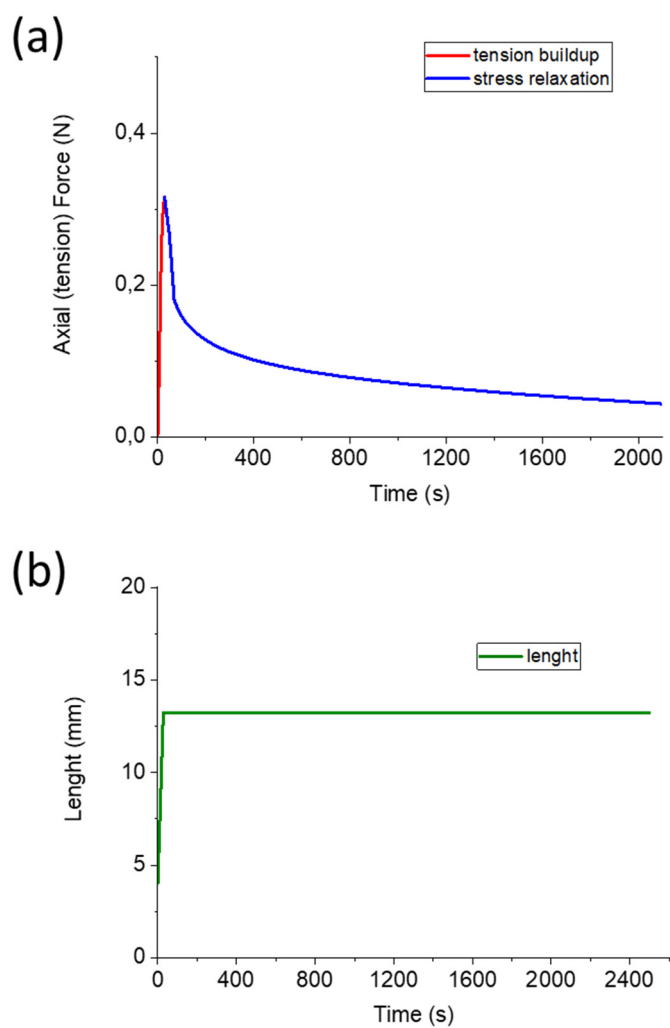 (a)
tension buildup
stress relaxation
Axial (tension) Force (N)
0,4
0,2
0,0
0 400 800 1200 1600 2000
Time (s)
(b)
lenght
Lenght (mm)
20
15
10
5
0
0 400 800 1200 1600 2000 2400
Time (s)